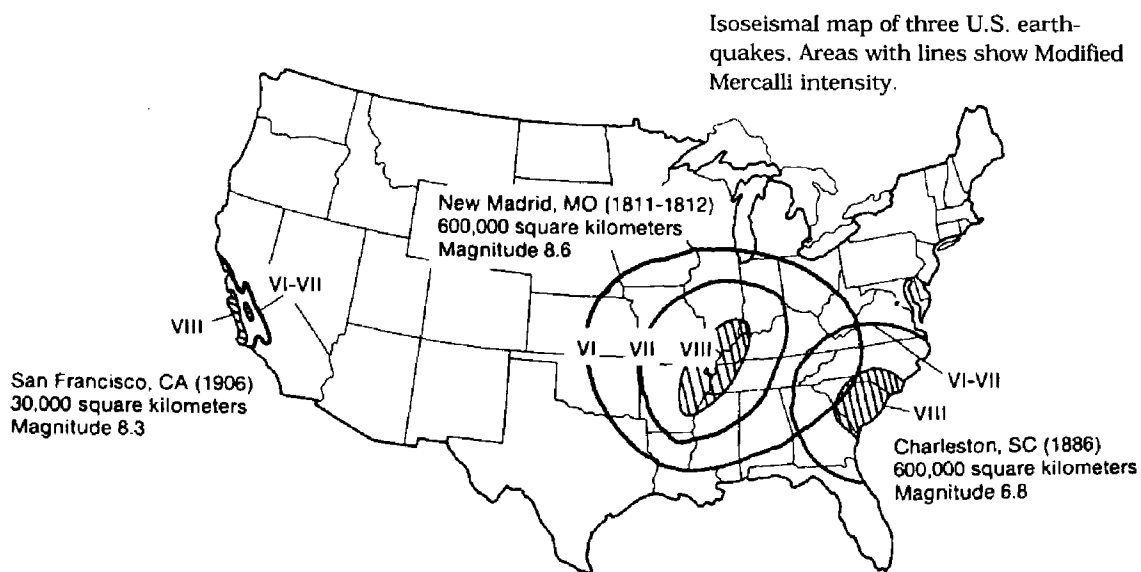 Isoseismal map of three U.S. earth-
quakes. Areas with lines show Modified
Mercalli intensity.
New Madrid, MO (1811-1812)
600,000 square kilometers
Magnitude 8.6
VI-VII
VIII
San Francisco, CA (1906)
30,000 square kilometers
Magnitude 8.3
VI
VII
VIII
VI-VII
VIII
Charleston, SC (1886)
600,000 square kilometers
Magnitude 6.8